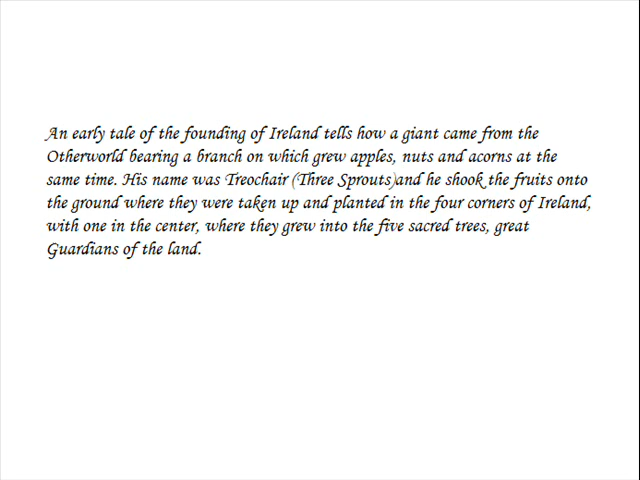 An early tale of the founding of Ireland tells how a giant came from the
Otherworld bearing a branch on which grew apples, nuts and acorns at the
same time. His name was Treochair (Three Sprouts)and he shook the fruits onto
the ground where they were taken up and planted in the four corners of Ireland,
with one in the center, where they grew into the five sacred trees, great
Guardians of the land.